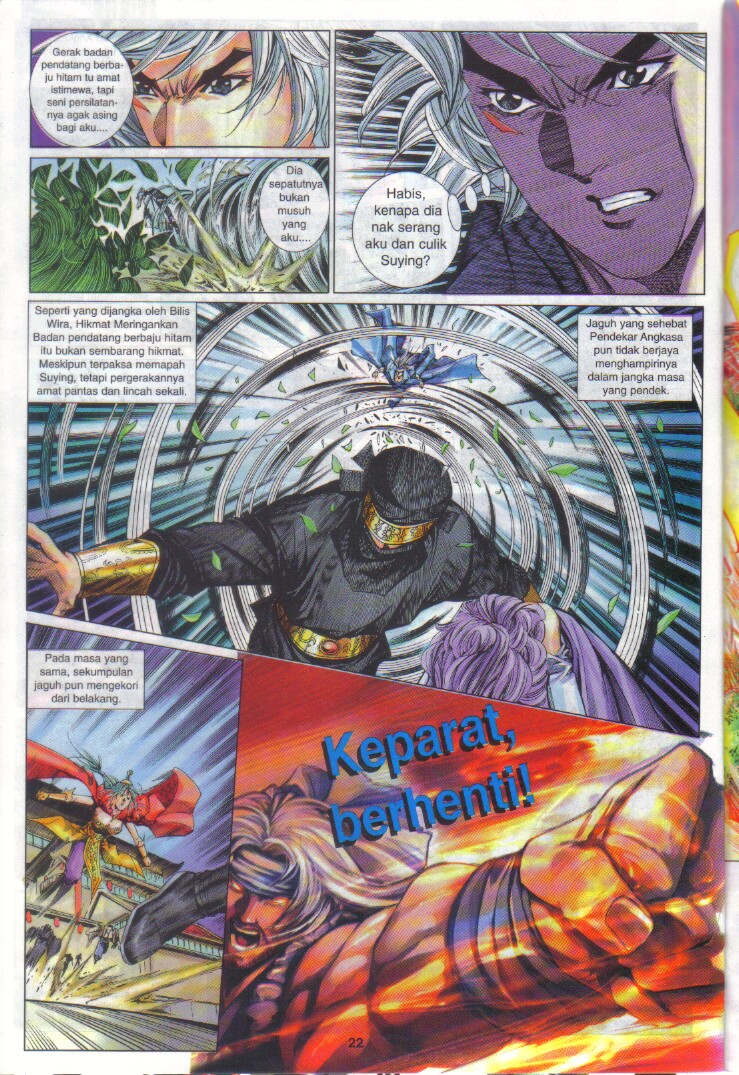 Gerak badan
pendatang berba-
ju hitam tu amat
istimewa, tapi
seni persilatan-
nya agak asing
bagi aku....
Dia
sepatutnya
bukan
musuh
yang
aku....
Habis,
kenapa dia
nak serang
aku dan culik
Suying?
Seperti yang dijangka oleh Bilis
Wira, Hikmat Meringankan
Badan pendatang berbaju hitam
itu bukan sembarang hikmat.
Meskipun terpaksa memapah
Suying, tetapi pergerakannya
amat pantas dan lincah sekali.
Jaguh yang sehebat
Pendekar Angkasa
pun tidak berjaya
menghampirinya
dalam jangka masa
yang pendek.
Pada masa yang
sama, sekumpulan
jaguh pun mengekori
dari belakang.
Keparat,
berhenti!
22